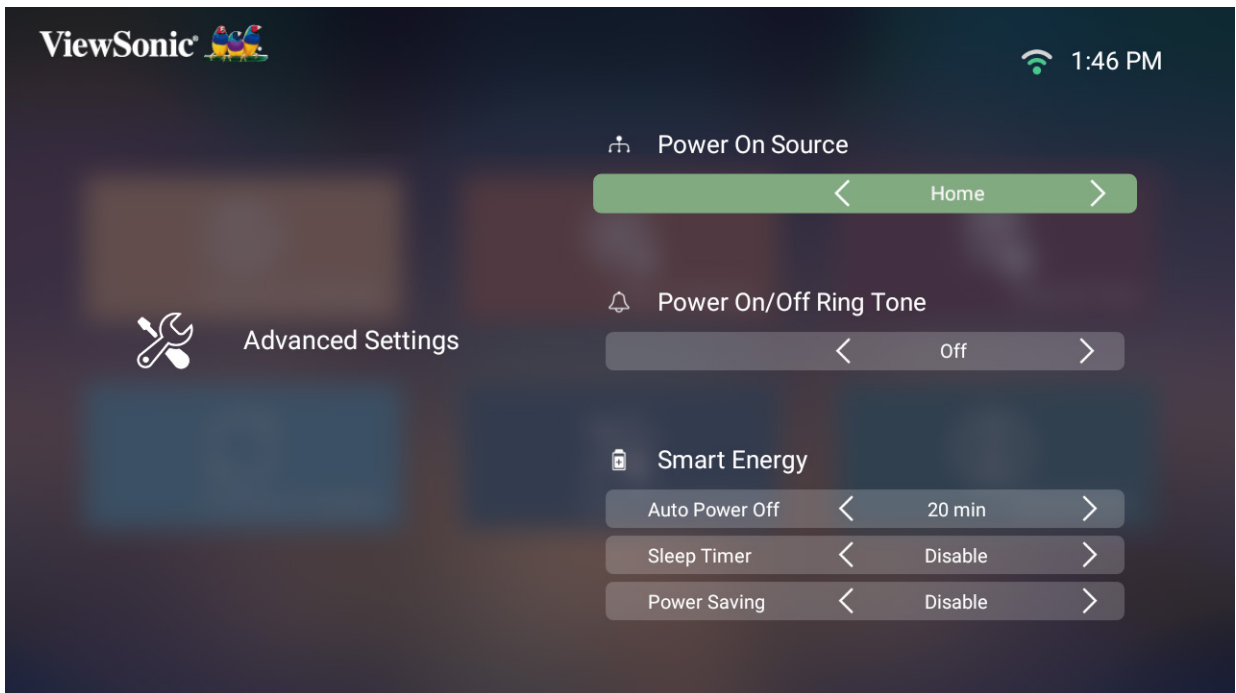 ViewSonic®
1:46 PM
Power On Source
Home
Power On/Off Ring Tone
Advanced Settings
Off
Smart Energy
Auto Power Off 20 min
Sleep Timer Disable
Power Saving Disable